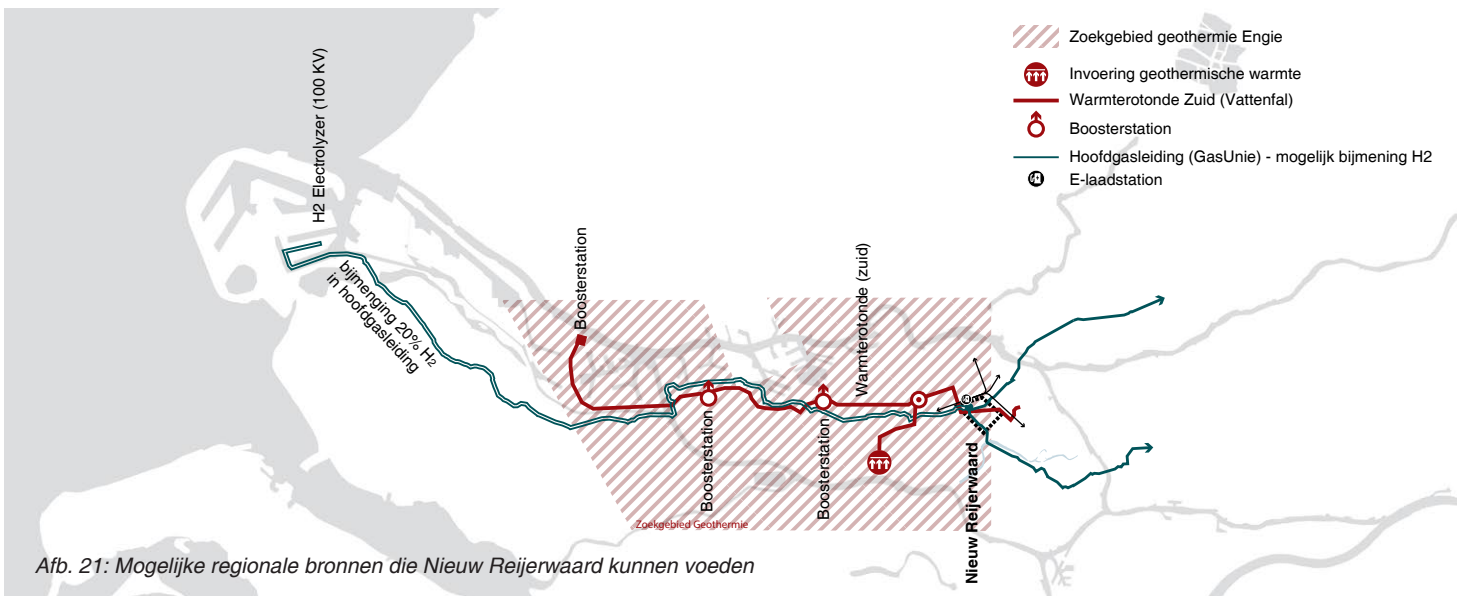 Zoekgebied geothermie Engie
Invoering geothermische warmte
Warmterotonde Zuid (Vattenfal)
Boosterstation
Hoofdgasleiding (GasUnie) - mogelijk bijmening H2
E-laadstation
H2 Electrolyzer (100 KV)
bijmenging 20% H2
in hoofdgasleiding
Boosterstation
Boosterstation
Boosterstation
Warmterotonde (zuid)
Nieuw Reijerwaard
Zoekgebied Geothermie
Afb. 21: Mogelijke regionale bronnen die Nieuw Reijerwaard kunnen voeden